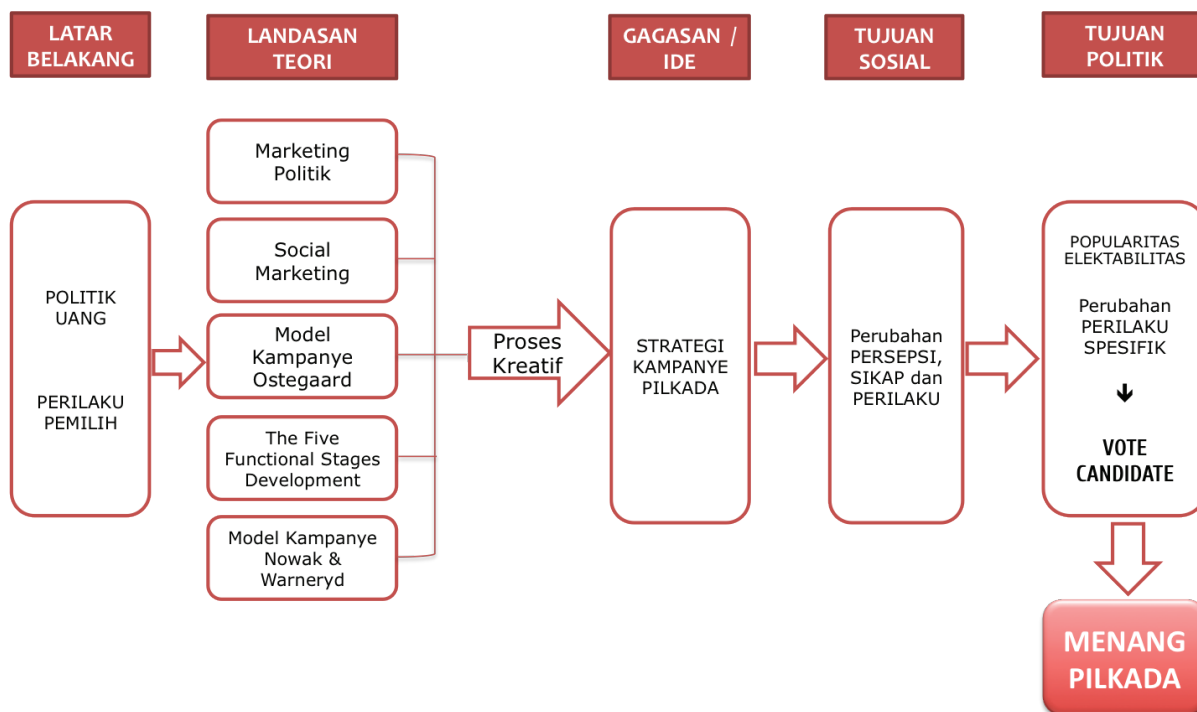 LATAR
BELAKANG
LANDASAN
TEORI
GAGASAN /
IDE
TUJUAN
SOSIAL
TUJUAN
POLITIK
POLITIK
UANG
PERILAKU
PEMILIH
Marketing
Politik
Social
Marketing
Model
Kampanye
Ostegaard
The Five
Functional Stages
Development
Model Kampanye
Nowak &
Warneryd
Proses
Kreatif
STRATEGI
KAMPANYE
PILKADA
Perubahan
PERSEPSI,
SIKAP dan
PERILAKU
POPULARITAS
ELEKTABILITAS
Perubahan
PERILAKU
SPESIFIK
VOTE
CANDIDATE
MENANG
PILKADA